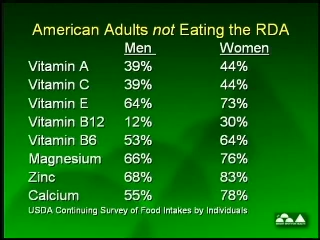 American Adults not Eating the RDA
Men Women
Vitamin A 39% 44%
Vitamin C 39% 44%
Vitamin E 64% 73%
Vitamin B12 12% 30%
Vitamin B6 53% 64%
Magnesium 66% 76%
Zinc 68% 83%
Calcium 55% 78%
USDA Continuing Survey of Food Intakes by Individuals